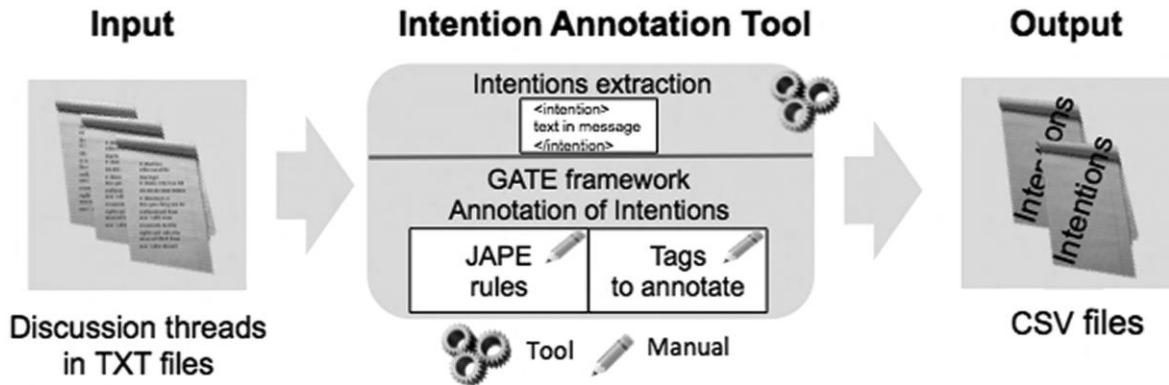 Input
Intention Annotation Tool
Output
Intentions extraction
<intention>
text in message
</intention>
GATE framework
Annotation of Intentions
JAPE
rules
Tags
to annotate
Intentions
Intentions
Discussion threads
in TXT files
Tool
Manual
CSV files